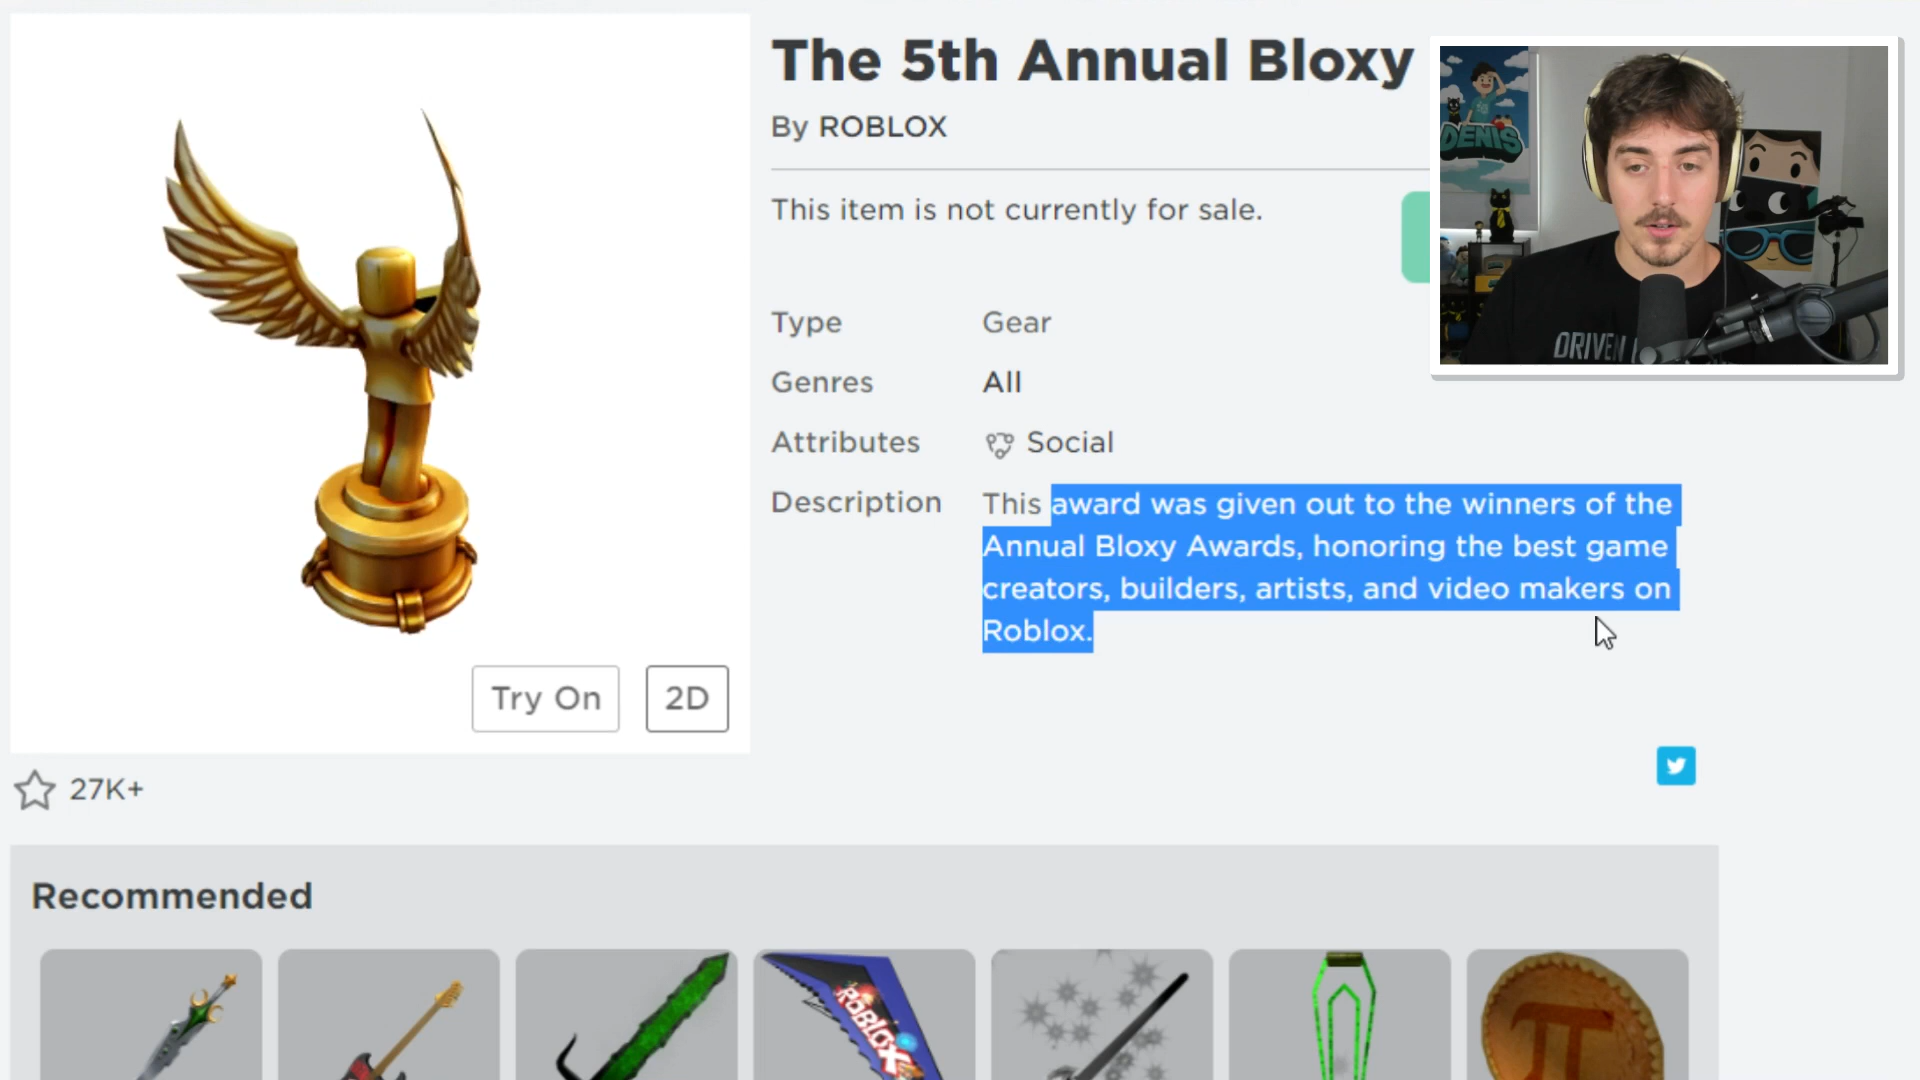 The 5th Annual Bloxy
By ROBLOX
This item is not currently for sale.
Type Gear
Genres All
Attributes Social
Description This award was given out to the winners of the
Annual Bloxy Awards, honoring the best game
creators, builders, artists, and video makers on
Roblox.
Try On 2D
27K+
Recommended
ROBLOX
DENIS
DRIVEN